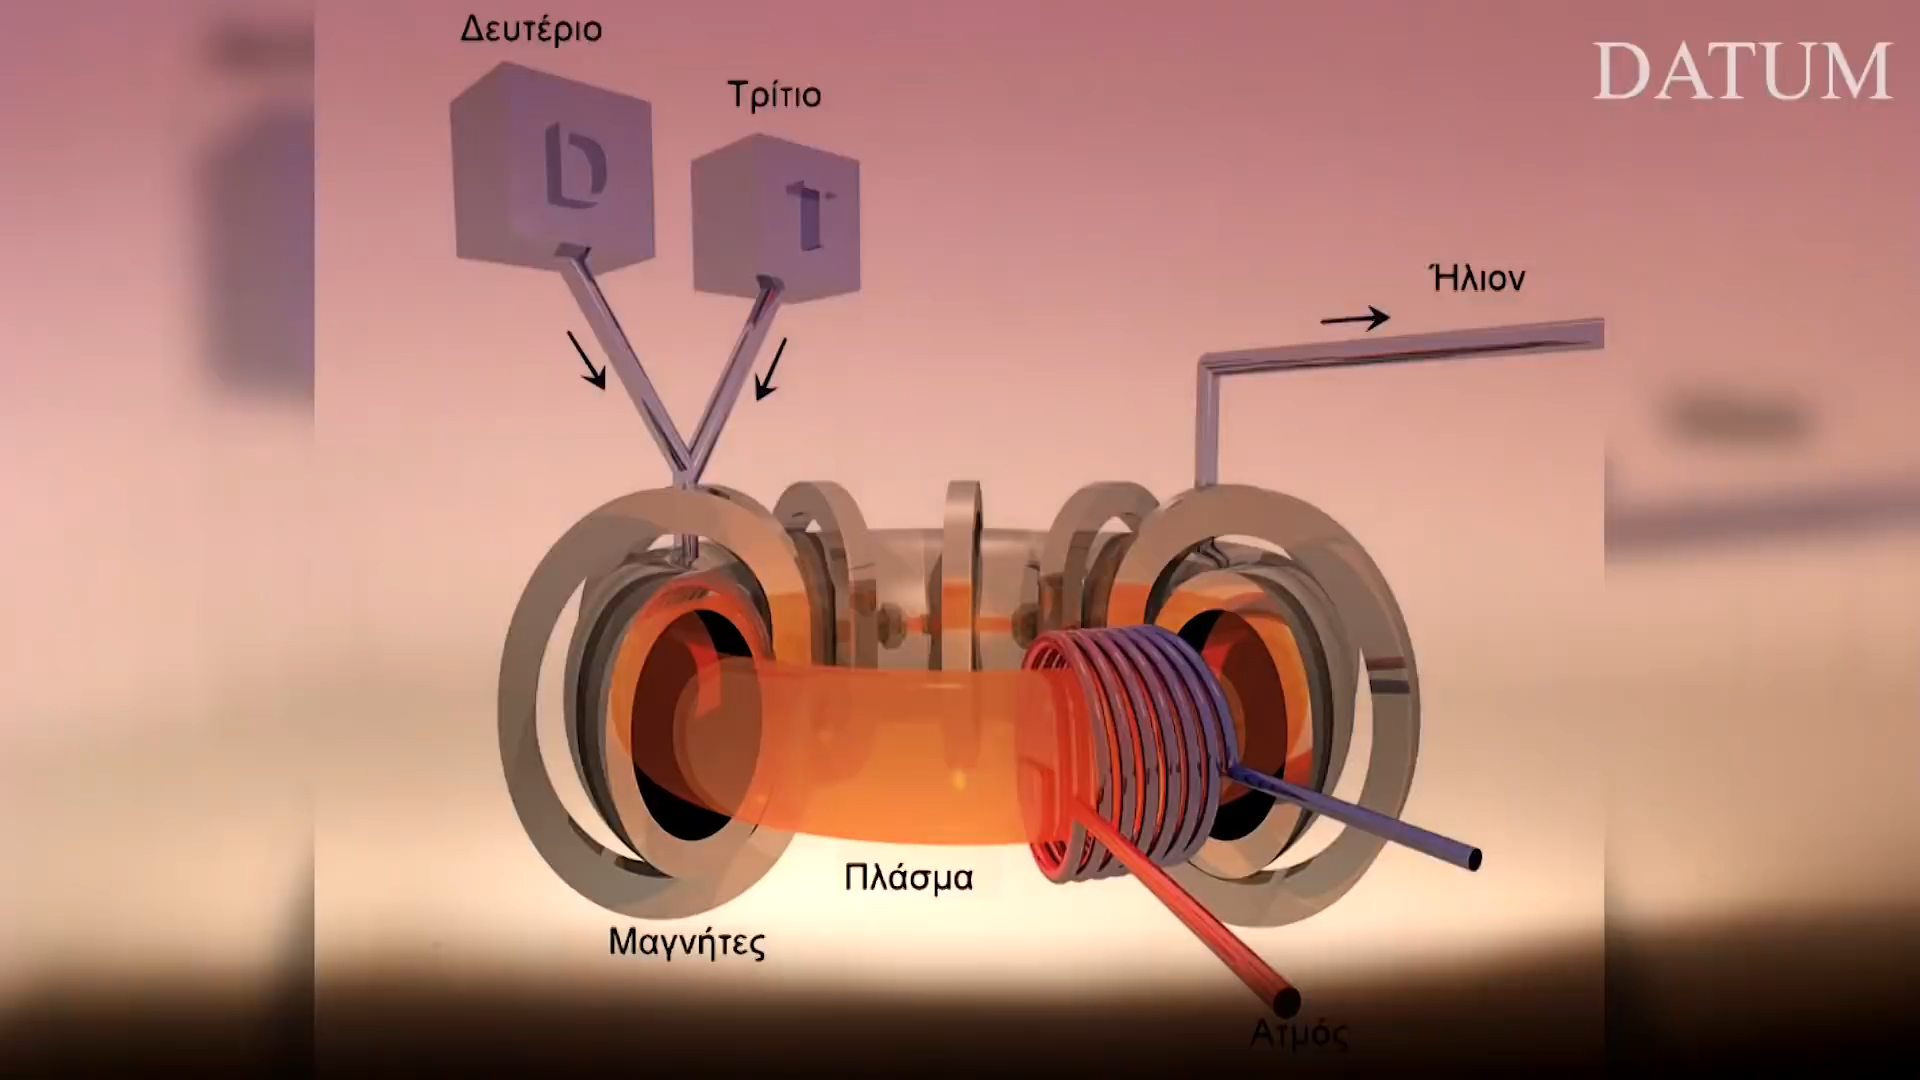 Δευτέριο
DATUM
Τρίτιο
D
T
Ήλιον
Πλάσμα
Μαγνήτες
Ατμός